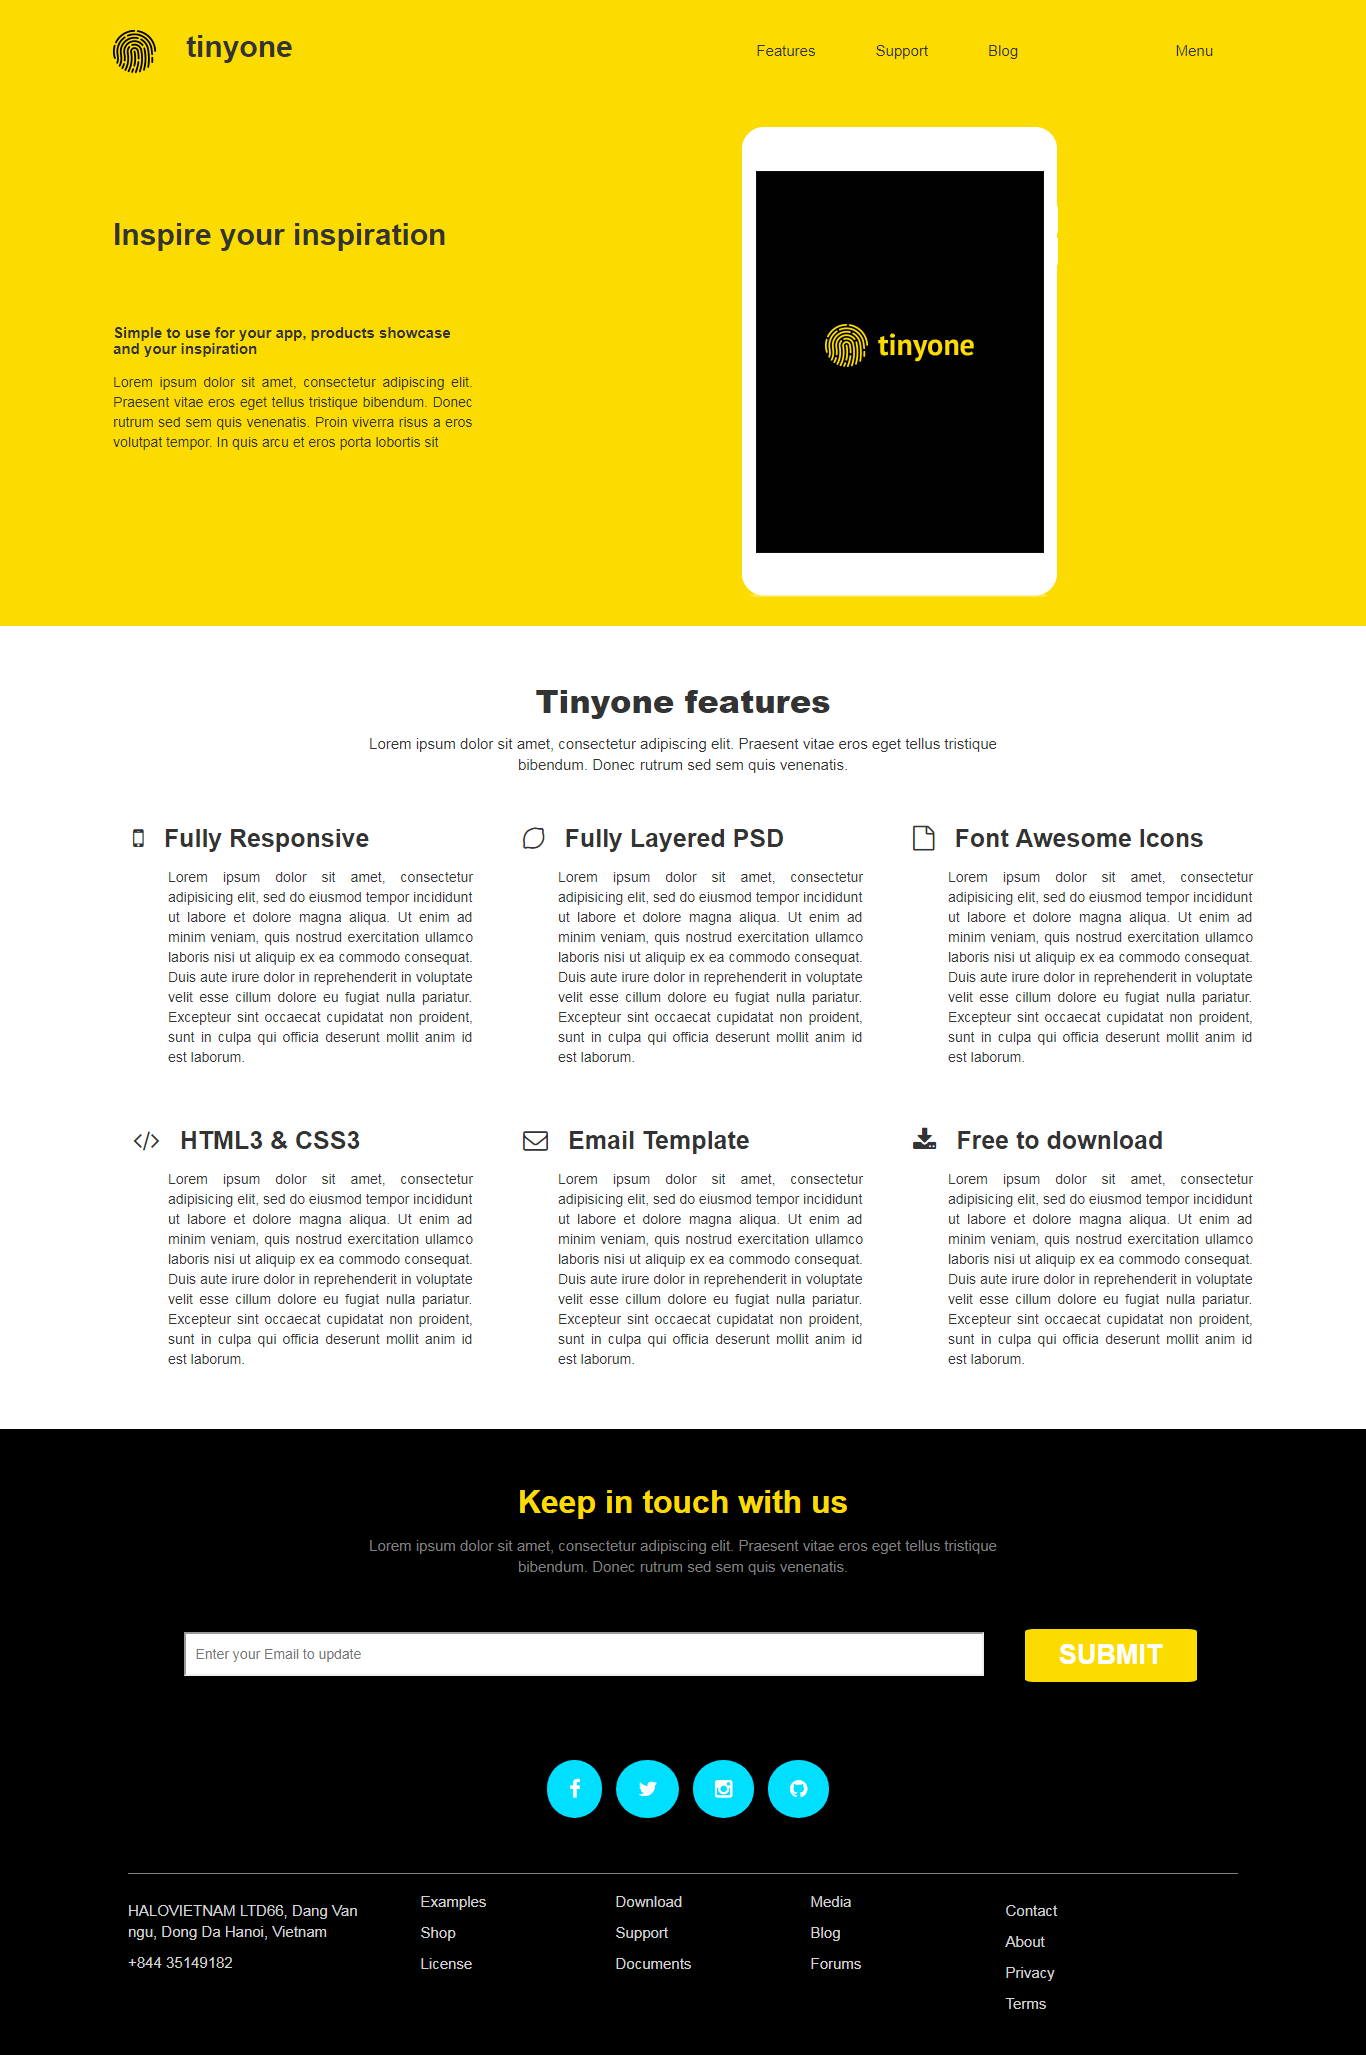 tinyone
Features
Support
Blog
Menu
Inspire your inspiration
Simple to use for your app, products showcase
and your inspiration
Lorem ipsum dolor sit amet, consectetur adipiscing elit.
Praesent vitae eros eget tellus tristique bibendum. Donec
rutrum sed sem quis venenatis. Proin viverra risus a eros
volutpat tempor. In quis arcu et eros porta lobortis sit
tinyone
Tinyone features
Lorem ipsum dolor sit amet, consectetur adipiscing elit. Praesent vitae eros eget tellus tristique
bibendum. Donec rutrum sed sem quis venenatis.
Fully Responsive
Lorem ipsum dolor sit amet, consectetur
adipisicing elit, sed do eiusmod tempor incididunt
ut labore et dolore magna aliqua. Ut enim ad
minim veniam, quis nostrud exercitation ullamco
laboris nisi ut aliquip ex ea commodo consequat.
Duis aute irure dolor in reprehenderit in voluptate
velit esse cillum dolore eu fugiat nulla pariatur.
Excepteur sint occaecat cupidatat non proident,
sunt in culpa qui officia deserunt mollit anim id
est laborum.
Fully Layered PSD
Lorem ipsum dolor sit amet, consectetur
adipisicing elit, sed do eiusmod tempor incididunt
ut labore et dolore magna aliqua. Ut enim ad
minim veniam, quis nostrud exercitation ullamco
laboris nisi ut aliquip ex ea commodo consequat.
Duis aute irure dolor in reprehenderit in voluptate
velit esse cillum dolore eu fugiat nulla pariatur.
Excepteur sint occaecat cupidatat non proident,
sunt in culpa qui officia deserunt mollit anim id
est laborum.
Font Awesome Icons
Lorem ipsum dolor sit amet, consectetur
adipisicing elit, sed do eiusmod tempor incididunt
ut labore et dolore magna aliqua. Ut enim ad
minim veniam, quis nostrud exercitation ullamco
laboris nisi ut aliquip ex ea commodo consequat.
Duis aute irure dolor in reprehenderit in voluptate
velit esse cillum dolore eu fugiat nulla pariatur.
Excepteur sint occaecat cupidatat non proident,
sunt in culpa qui officia deserunt mollit anim id
est laborum.
HTML3 & CSS3
Lorem ipsum dolor sit amet, consectetur
adipisicing elit, sed do eiusmod tempor incididunt
ut labore et dolore magna aliqua. Ut enim ad
minim veniam, quis nostrud exercitation ullamco
laboris nisi ut aliquip ex ea commodo consequat.
Duis aute irure dolor in reprehenderit in voluptate
velit esse cillum dolore eu fugiat nulla pariatur.
Excepteur sint occaecat cupidatat non proident,
sunt in culpa qui officia deserunt mollit anim id
est laborum.
Email Template
Lorem ipsum dolor sit amet, consectetur
adipisicing elit, sed do eiusmod tempor incididunt
ut labore et dolore magna aliqua. Ut enim ad
minim veniam, quis nostrud exercitation ullamco
laboris nisi ut aliquip ex ea commodo consequat.
Duis aute irure dolor in reprehenderit in voluptate
velit esse cillum dolore eu fugiat nulla pariatur.
Excepteur sint occaecat cupidatat non proident,
sunt in culpa qui officia deserunt mollit anim id
est laborum.
Free to download
Lorem ipsum dolor sit amet, consectetur
adipisicing elit, sed do eiusmod tempor incididunt
ut labore et dolore magna aliqua. Ut enim ad
minim veniam, quis nostrud exercitation ullamco
laboris nisi ut aliquip ex ea commodo consequat.
Duis aute irure dolor in reprehenderit in voluptate
velit esse cillum dolore eu fugiat nulla pariatur.
Excepteur sint occaecat cupidatat non proident,
sunt in culpa qui officia deserunt mollit anim id
est laborum.
Keep in touch with us
Lorem ipsum dolor sit amet, consectetur adipiscing elit. Praesent vitae eros eget tellus tristique
bibendum. Donec rutrum sed sem quis venenatis.
Enter your Email to update
SUBMIT
HALOVIETNAM LTD66, Dang Van
ngu, Dong Da Hanoi, Vietnam
+844 35149182
Examples
Shop
License
Download
Support
Documents
Media
Blog
Forums
Contact
About
Privacy
Terms